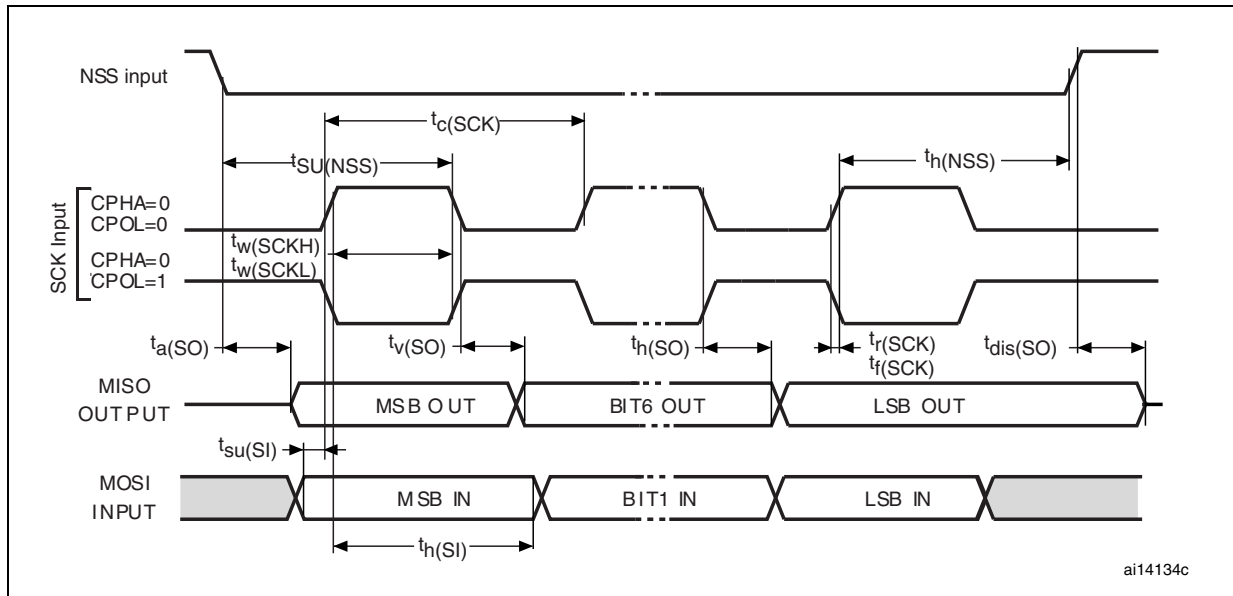 NSS input
tc(SCK)
tSU(NSS)
th(NSS)
SCK Input
CPHA=0
CPOL=0
tw(SCKH)
tw(SCKL)
CPHA=0
CPOL=1
ta(SO)
tv(SO)
th(SO)
tr(SCK)
tf(SCK)
tdis(SO)
MISO
OUTPUT
MSB OUT
BIT6 OUT
LSB OUT
tsu(SI)
MOSI
INPUT
MSB IN
BIT1 IN
LSB IN
th(SI)
ai14134c